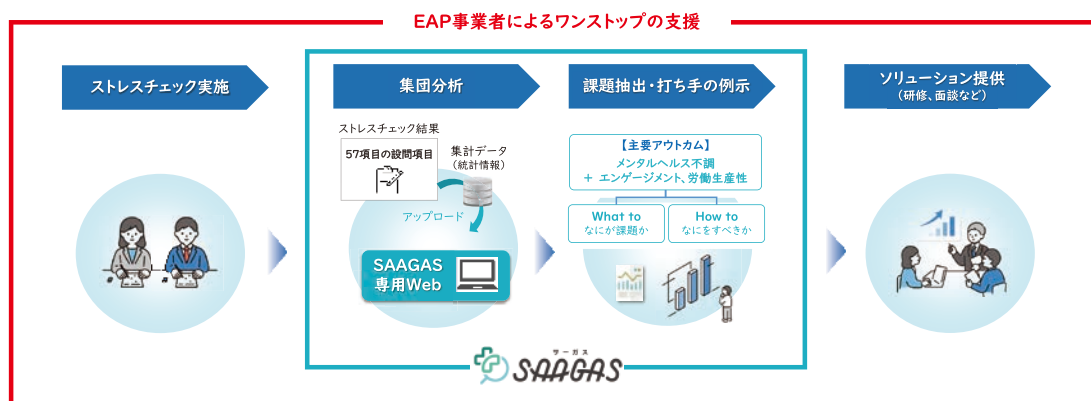 EAP事業者によるワンストップの支援
ストレスチェック実施
集団分析
ストレスチェック結果
57項目の設問項目
集計データ
(統計情報)
アップロード
SAAGAS
専用Web
課題抽出・打ち手の例示
【主要アウトカム】
メンタルヘルス不調
+ エンゲージメント、労働生産性
What to
なにが課題か
How to
なにをすべきか
ソリューション提供
(研修、面談など)
サーガス
SAAGAS